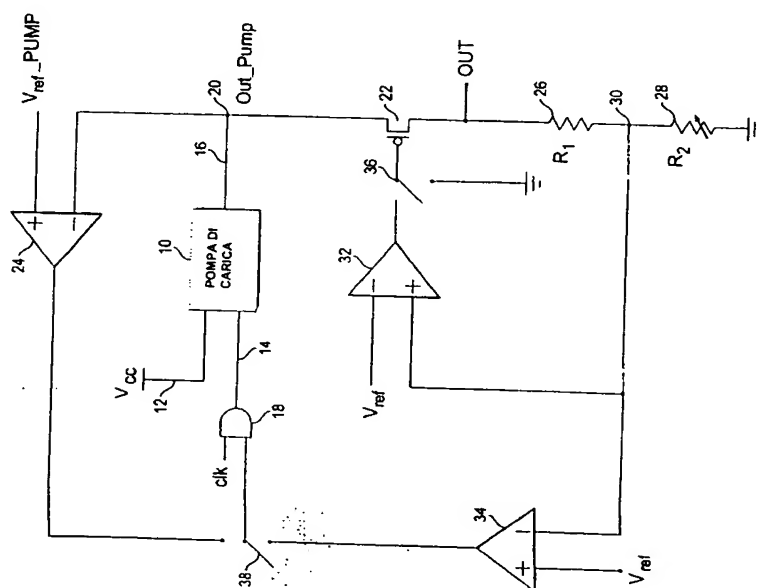 V_ref_PUMP
24
20
Out_Pump
16
10
POMPA DI
CARICA
V_CC
12
14
18
clk
38
22
OUT
36
26
R_1
30
28
R_2
32
V_ref
34
V_ref
+
−
−
+
+
−